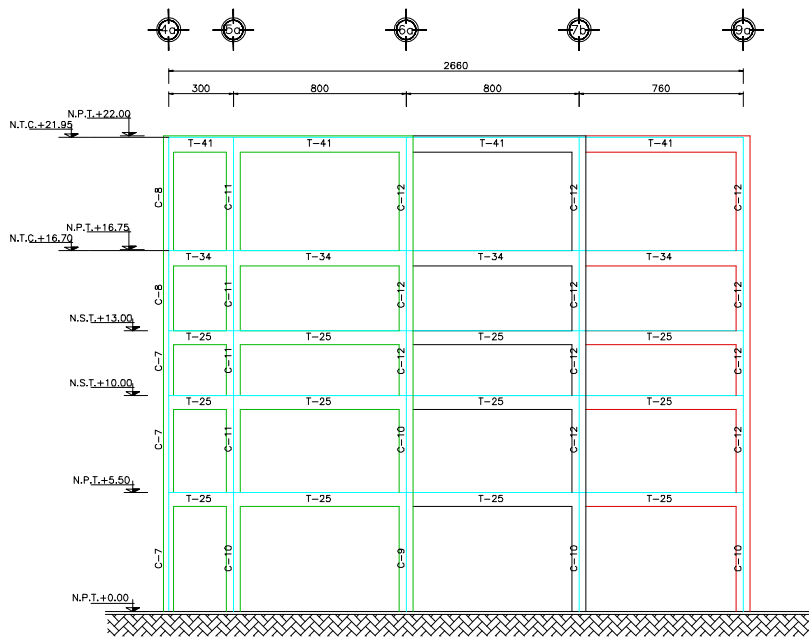 4a 5a 6a 7b 9a
2660
300 800 800 760
N.P.T.+22.00
N.T.C.+21.95
T-41 T-41 T-41 T-41
C-8 C-11 C-12 C-12 C-12
N.P.T.+16.75
N.T.C.+16.70
T-34 T-34 T-34 T-34
C-8 C-11 C-12 C-12 C-12
N.S.T.+13.00
T-25 T-25 T-25 T-25
C-7 C-11 C-12 C-12 C-12
N.S.T.+10.00
T-25 T-25 T-25 T-25
C-7 C-11 C-10 C-12 C-12
N.P.T.+5.50
T-25 T-25 T-25 T-25
C-7 C-10 C-9 C-10 C-10
N.P.T.+0.00